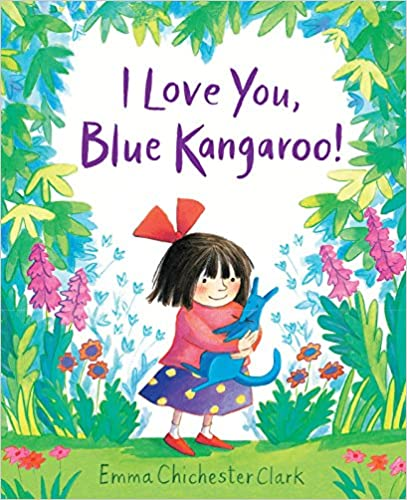 I Love You,
Blue Kangaroo!
Emma Chichester Clark